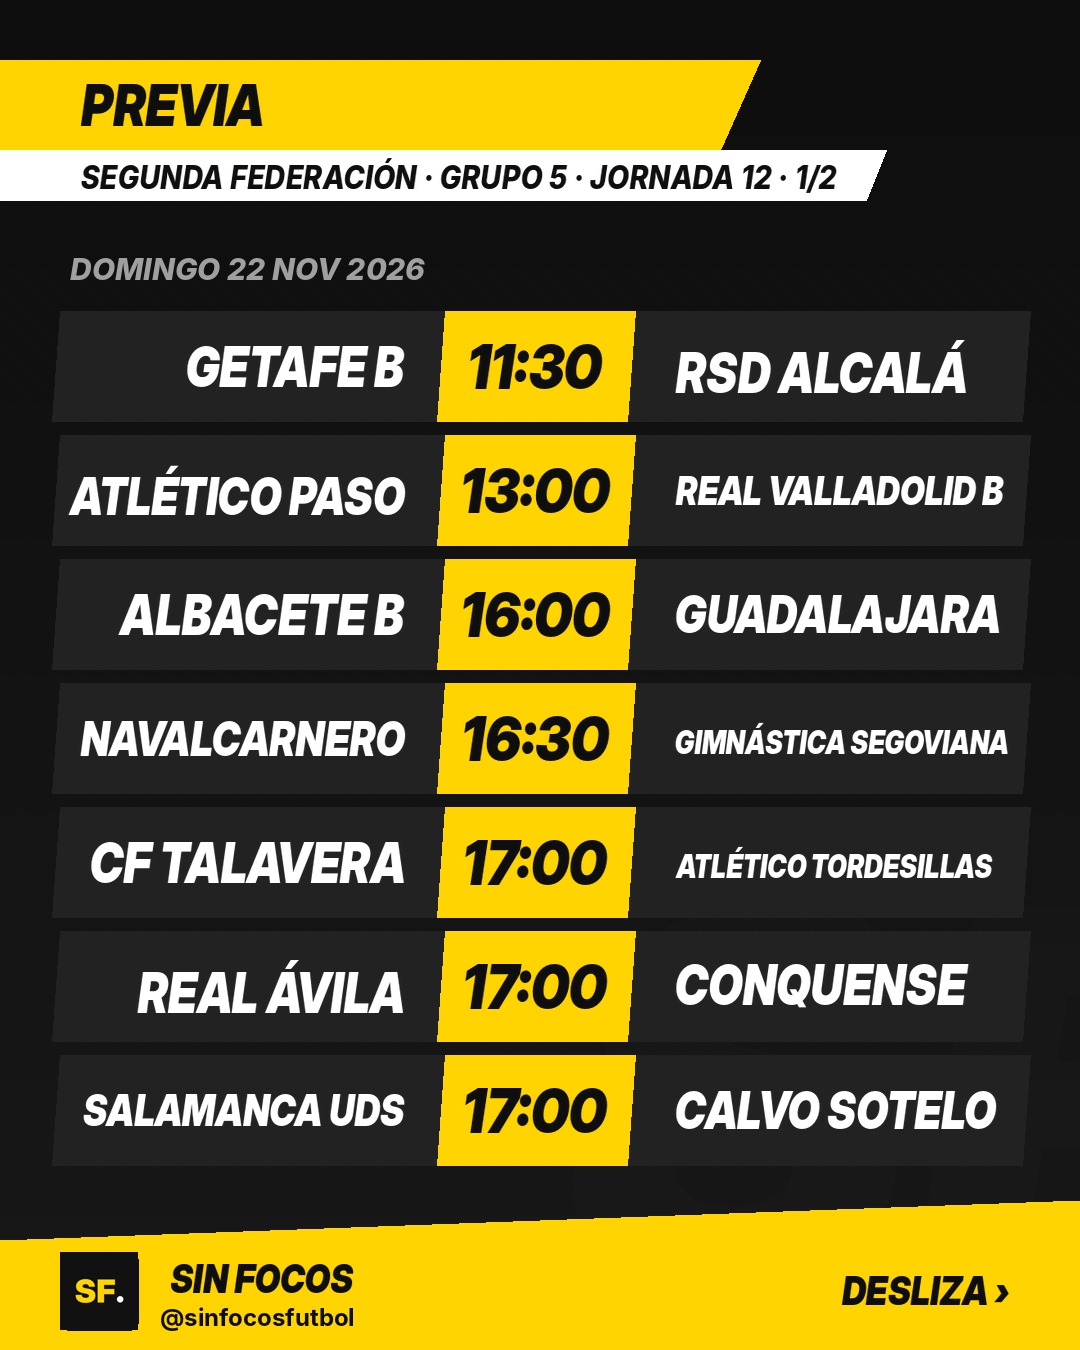 PREVIA
SEGUNDA FEDERACIÓN · GRUPO 5 · JORNADA 12 · 1/2
DOMINGO 22 NOV 2026
GETAFE B 11:30 RSD ALCALÁ
ATLÉTICO PASO 13:00 REAL VALLADOLID B
ALBACETE B 16:00 GUADALAJARA
NAVALCARNERO 16:30 GIMNÁSTICA SEGOVIANA
CF TALAVERA 17:00 ATLÉTICO TORDESILLAS
REAL ÁVILA 17:00 CONQUENSE
SALAMANCA UDS 17:00 CALVO SOTELO
SF. SIN FOCOS
@sinfocosfutbol
DESLIZA ›